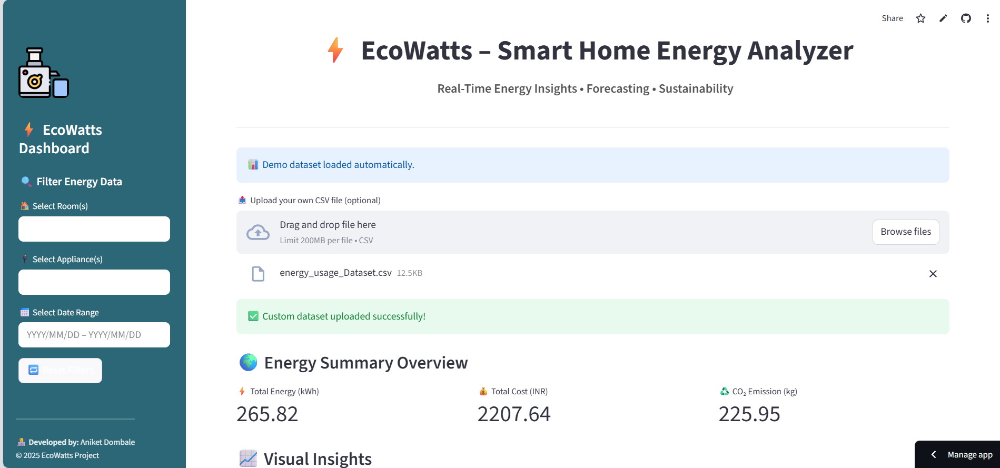 Share
⚡ EcoWatts – Smart Home Energy Analyzer
Real-Time Energy Insights • Forecasting • Sustainability
⚡ EcoWatts
Dashboard
🔍 Filter Energy Data
🏠 Select Room(s)
🔌 Select Appliance(s)
📅 Select Date Range
YYYY/MM/DD – YYYY/MM/DD
🔁 Reset Filters
🧑‍💻 Developed by: Aniket Dombale
© 2025 EcoWatts Project
📊 Demo dataset loaded automatically.
📤 Upload your own CSV file (optional)
Drag and drop file here
Limit 200MB per file • CSV
Browse files
energy_usage_Dataset.csv 12.5KB
✅ Custom dataset uploaded successfully!
🌍 Energy Summary Overview
⚡ Total Energy (kWh)
265.82
💰 Total Cost (INR)
2207.64
♻️ CO₂ Emission (kg)
225.95
📈 Visual Insights
Manage app